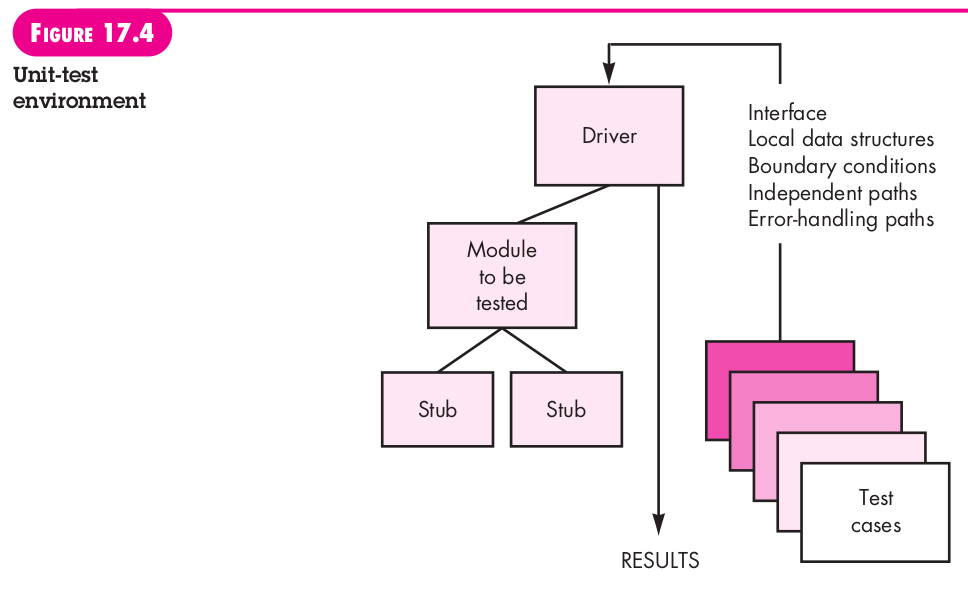 FIGURE 17.4
Unit-test
environment
Driver
Interface
Local data structures
Boundary conditions
Independent paths
Error-handling paths
Module
to be
tested
Stub
Stub
Test
cases
RESULTS